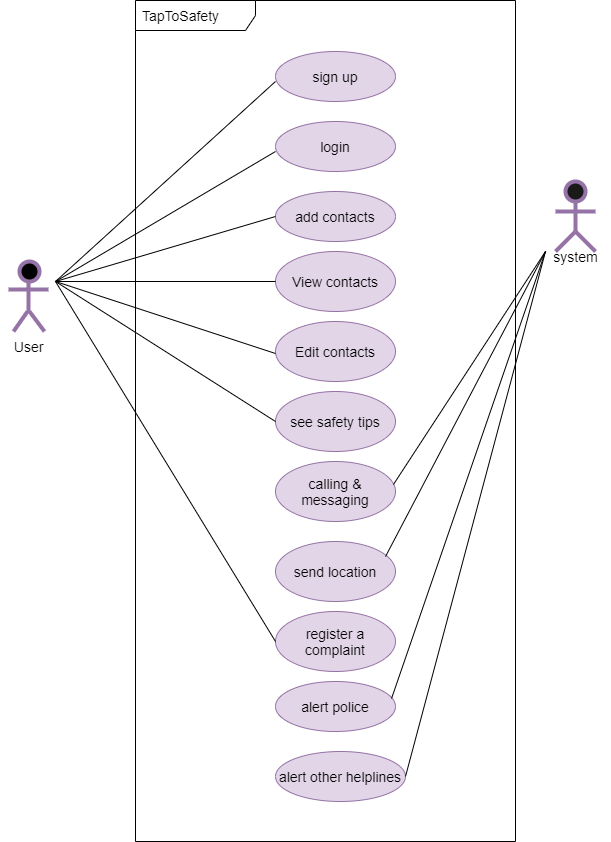 TapToSafety
sign up
login
add contacts
system
View contacts
User
Edit contacts
see safety tips
calling &
messaging
send location
register a
complaint
alert police
alert other helplines